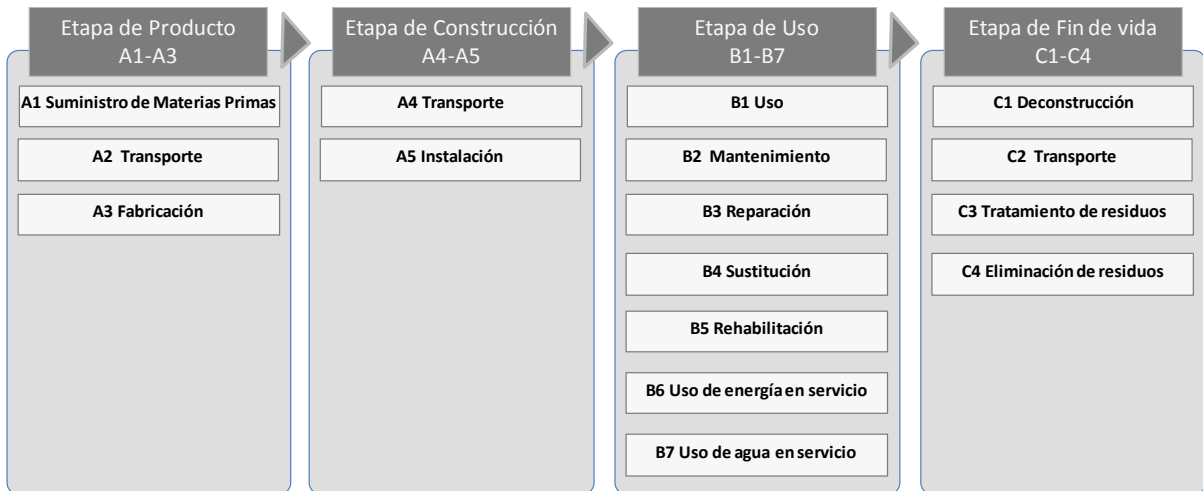 Etapa de Producto
A1-A3
A1 Suministro de Materias Primas
A2 Transporte
A3 Fabricación
Etapa de Construcción
A4-A5
A4 Transporte
A5 Instalación
Etapa de Uso
B1-B7
B1 Uso
B2 Mantenimiento
B3 Reparación
B4 Sustitución
B5 Rehabilitación
B6 Uso de energía en servicio
B7 Uso de agua en servicio
Etapa de Fin de vida
C1-C4
C1 Deconstrucción
C2 Transporte
C3 Tratamiento de residuos
C4 Eliminación de residuos